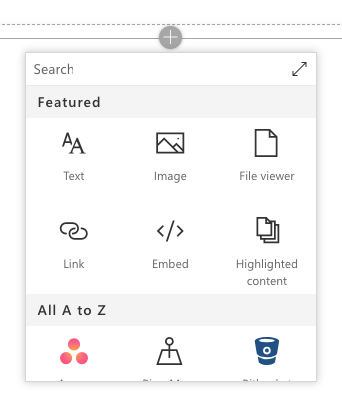 Search
Featured
Text
Image
File viewer
Link
Embed
Highlighted
content
All A to Z